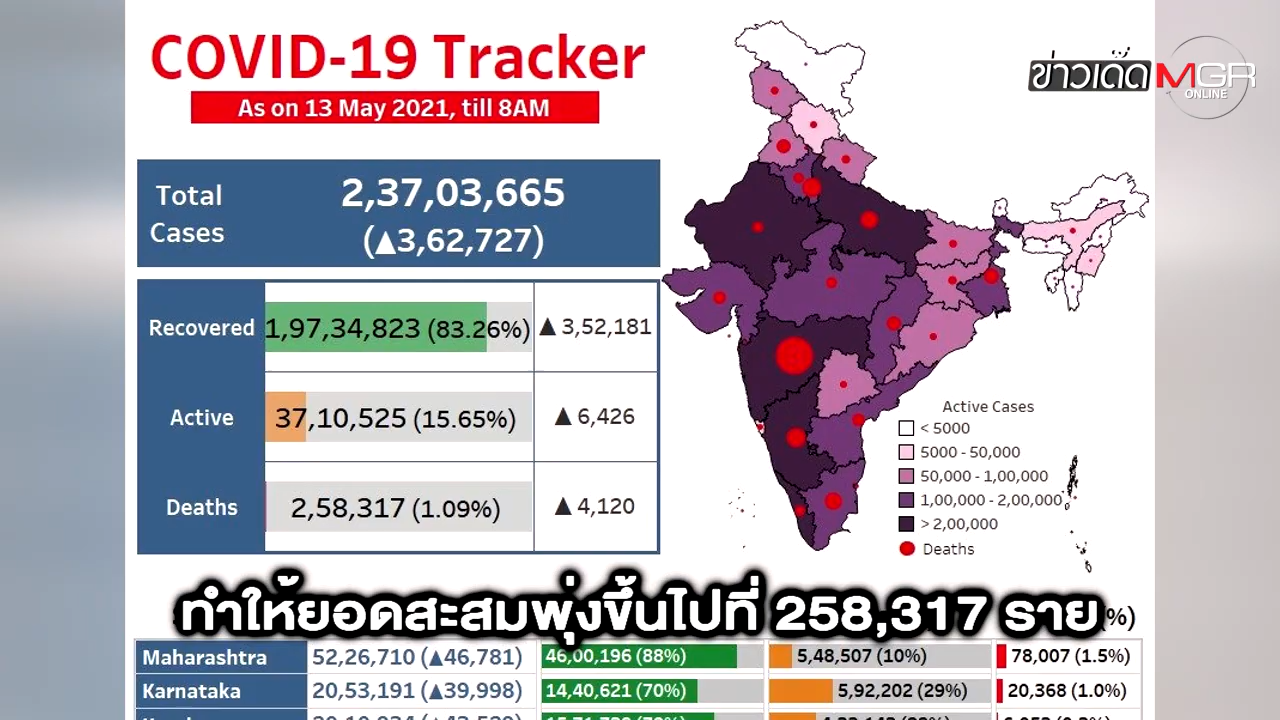 COVID-19 Tracker
As on 13 May 2021, till 8AM
ข่าวเด็ด MGR
ONLINE
Total Cases
2,37,03,665
(▲3,62,727)
Recovered 1,97,34,823 (83.26%) ▲ 3,52,181
Active 37,10,525 (15.65%) ▲ 6,426
Deaths 2,58,317 (1.09%) ▲ 4,120
Active Cases
< 5000
5000 - 50,000
50,000 - 1,00,000
1,00,000 - 2,00,000
> 2,00,000
Deaths
ทำให้ยอดสะสมพุ่งขึ้นไปที่ 258,317 ราย
%)
Maharashtra 52,26,710 (▲46,781) 46,00,196 (88%) 5,48,507 (10%) 78,007 (1.5%)
Karnataka 20,53,191 (▲39,998) 14,40,621 (70%) 5,92,202 (29%) 20,368 (1.0%)